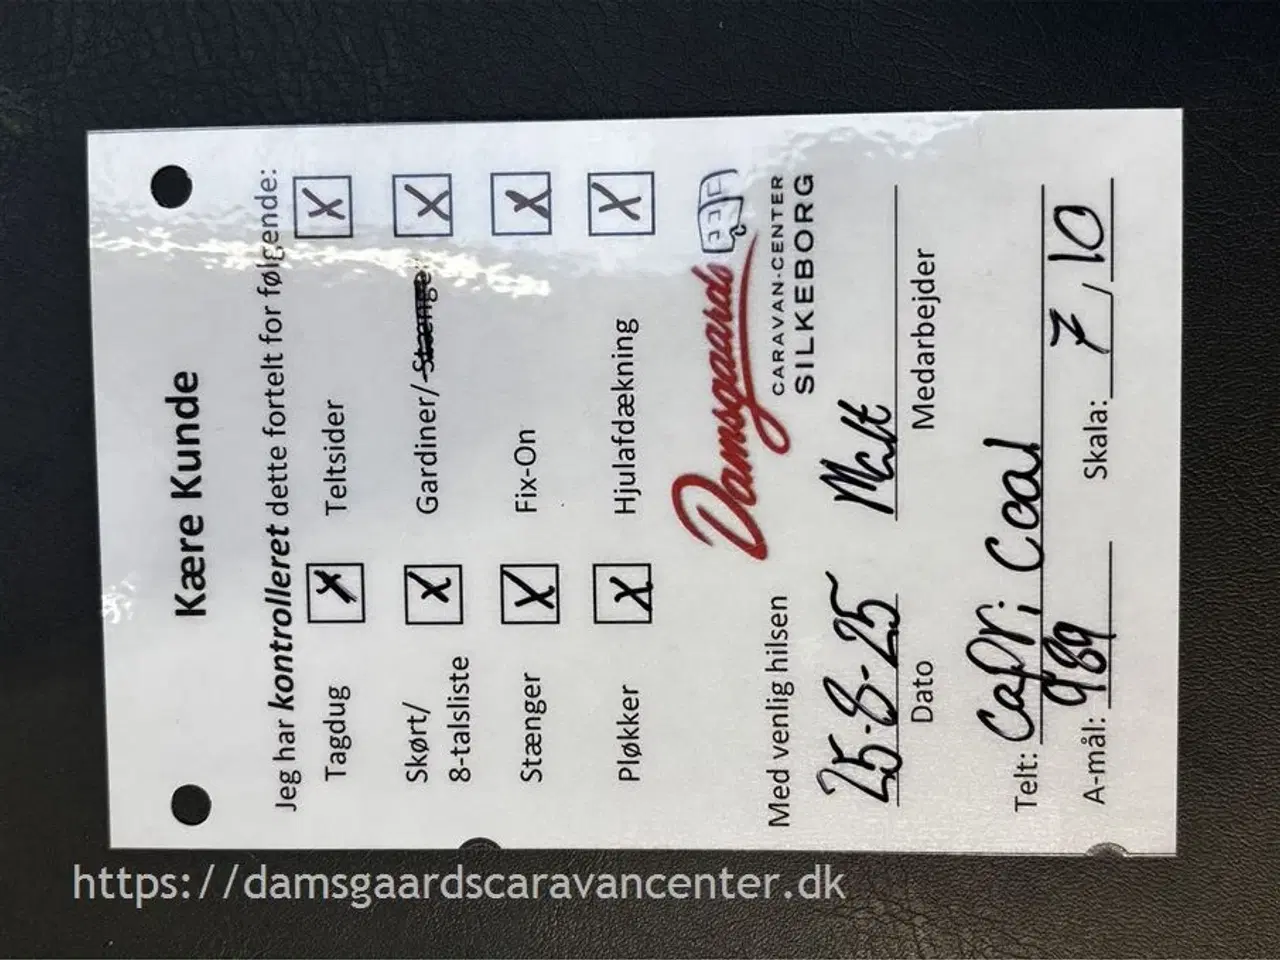 Kære Kunde
Jeg har kontrolleret dette fortelt for følgende:
Tagdug X Teltsider X
Skørt/ X Gardiner/Stænger X
8-talsliste
Stænger X Fix-On X
Pløkker X Hjulafdækning X
Med venlig hilsen
Damsgaards
CARAVAN-CENTER
SILKEBORG
25-8-25 Malt
Dato Medarbejder
Telt: Capri Coal
A-mål: 989 Skala: 7/10
https://damsgaardscaravancenter.dk